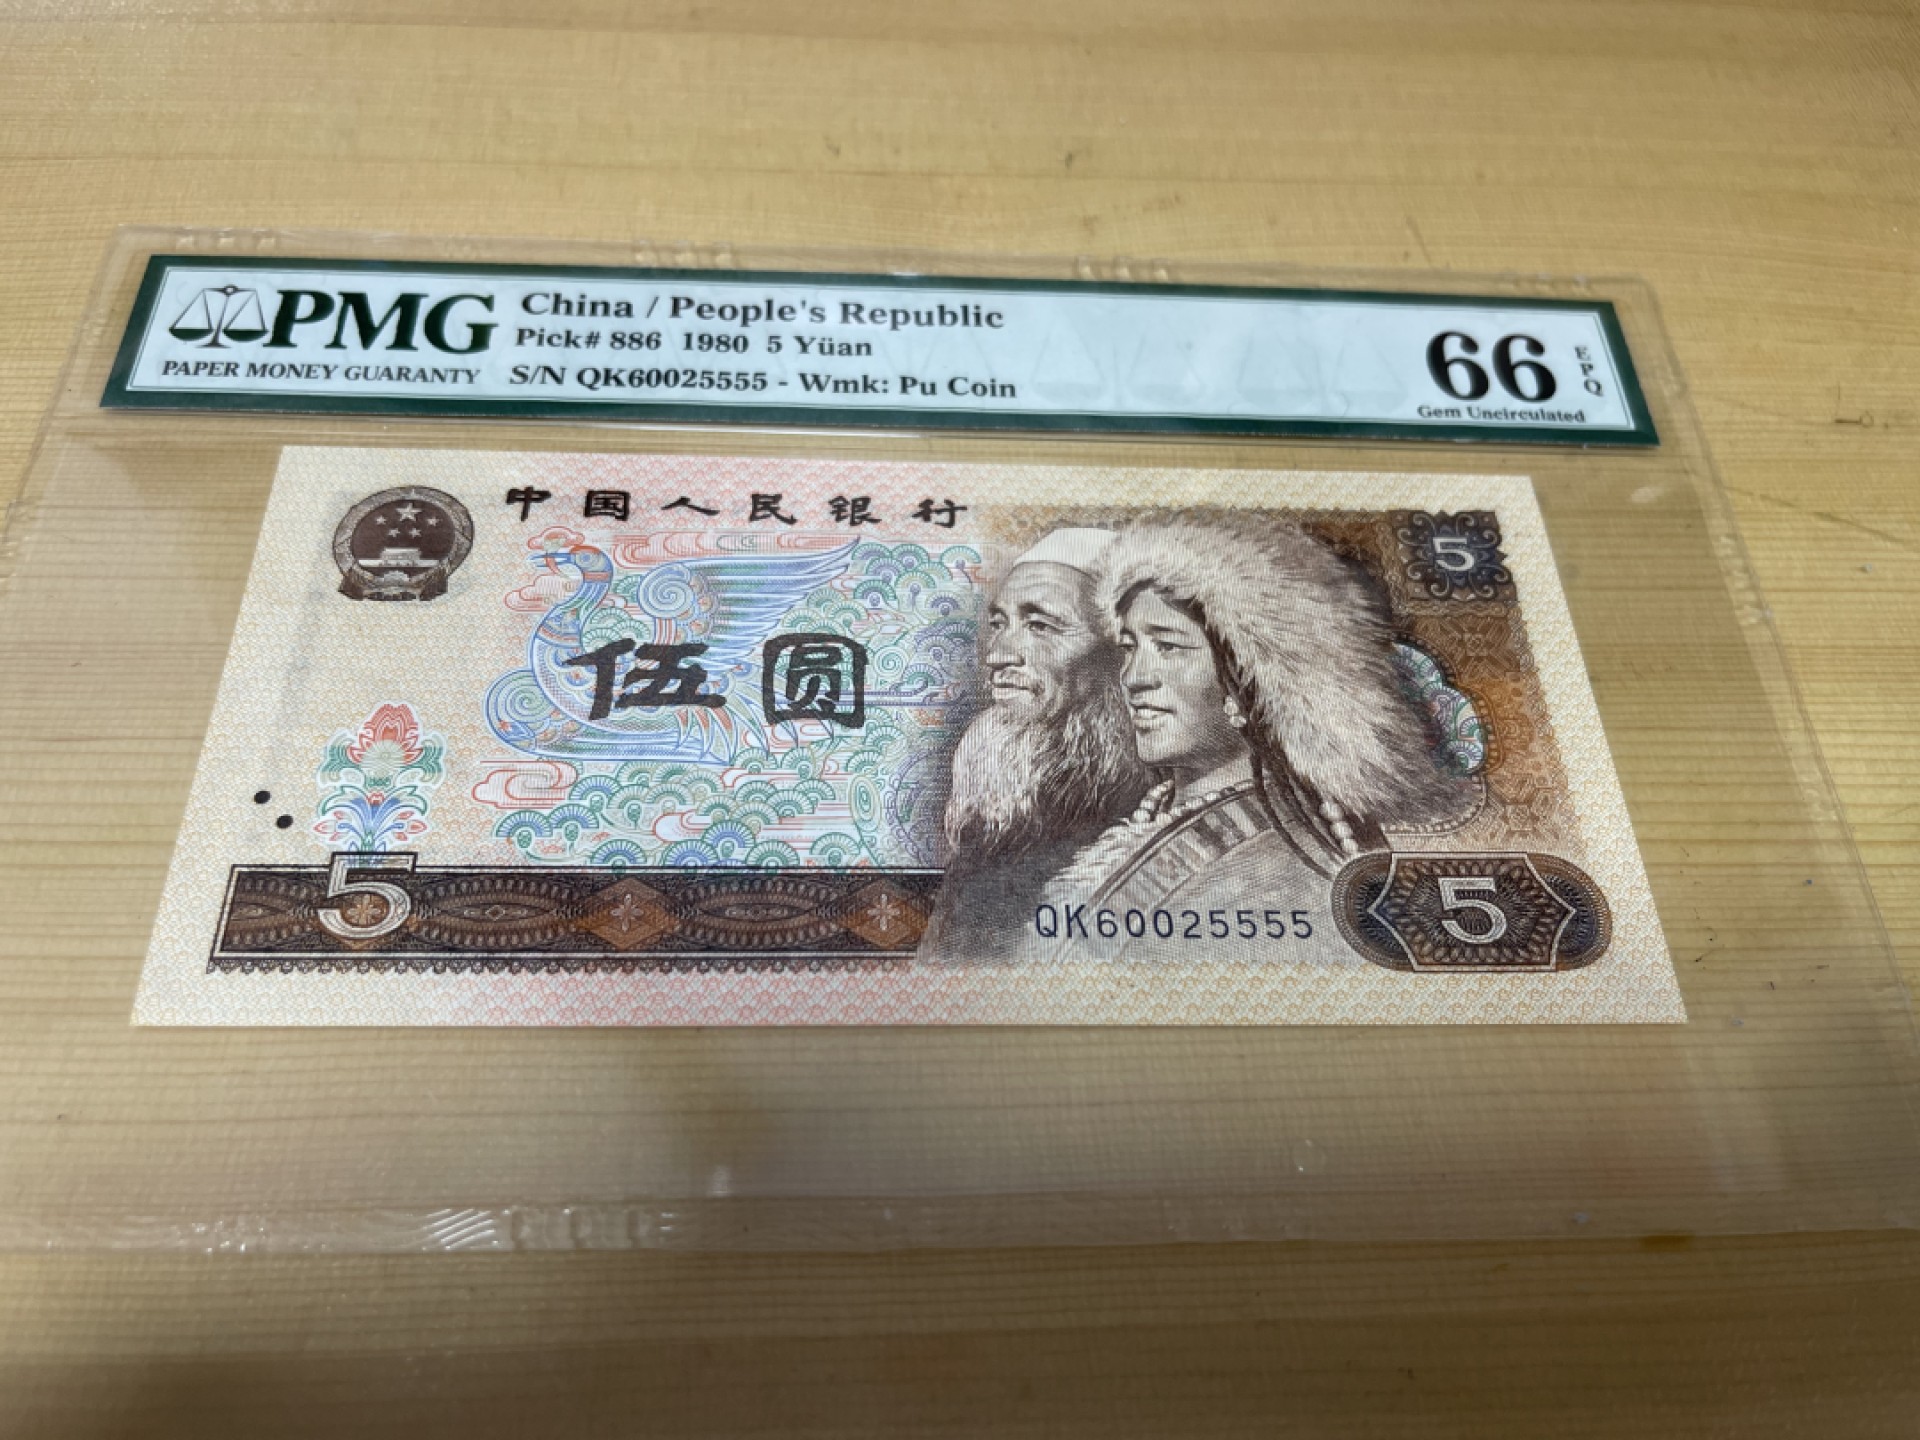 PMG
PAPER MONEY GUARANTY
China / People's Republic
Pick# 886 1980 5 Yüan
S/N QK60025555 - Wmk: Pu Coin
66
EPQ
Gem Uncirculated
中国人民银行
5
伍圆
5
QK60025555
5